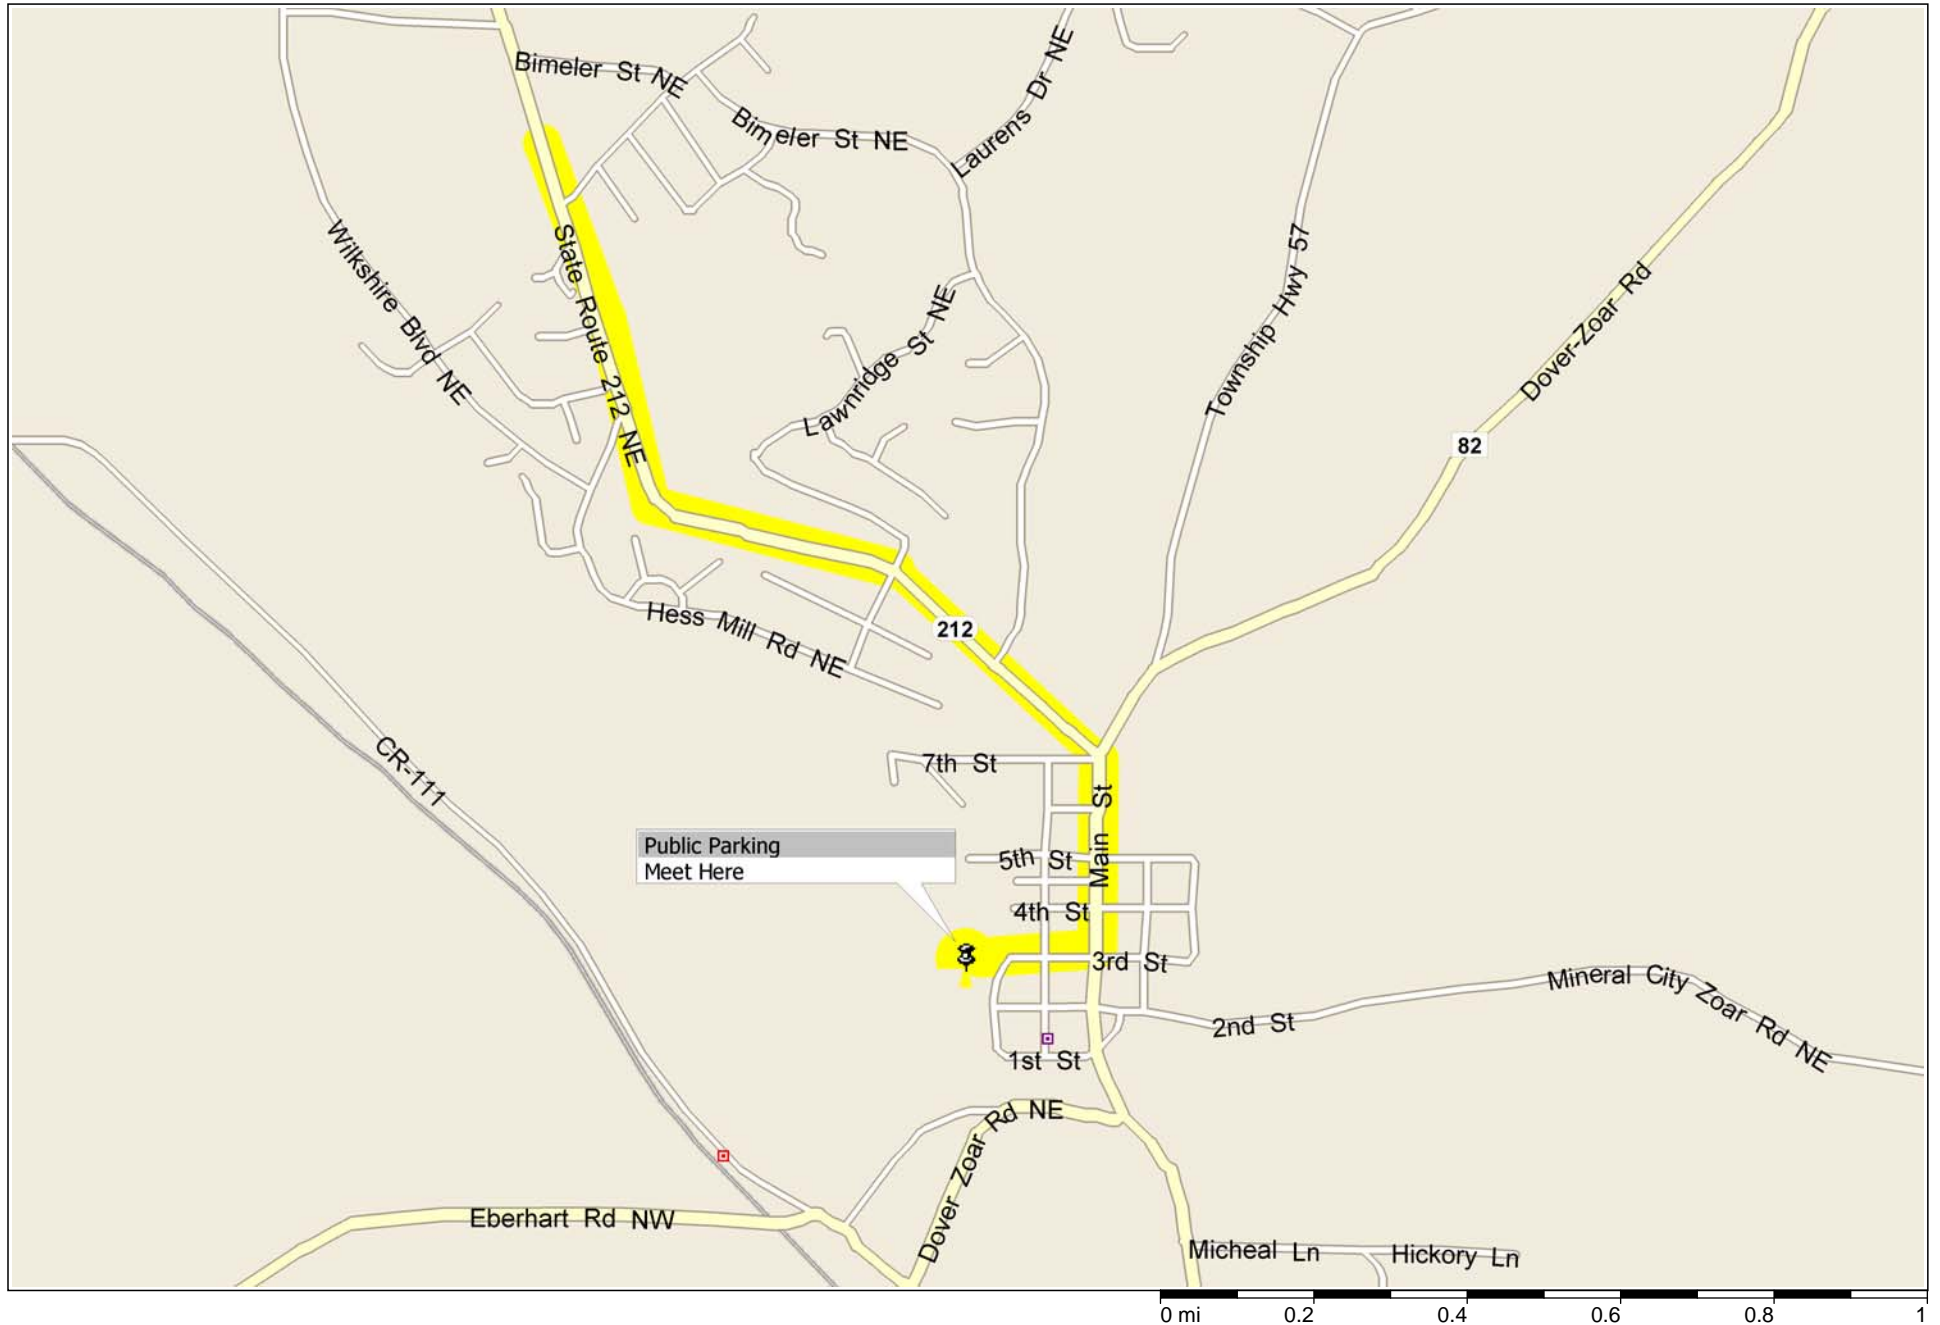 Bimeler St NE
Bimeler St NE
Laurens Dr NE
State Route 212 NE
Wilkshire Blvd NE
Lawnridge St NE
Township Hwy 57
Dover-Zoar Rd
82
212
Hess Mill Rd NE
CR-111
7th St
Main St
Public Parking
Meet Here
5th St
4th St
3rd St
2nd St
Mineral City Zoar Rd NE
1st St
Dover Zoar Rd NE
Eberhart Rd NW
Micheal Ln
Hickory Ln
0 mi 0.2 0.4 0.6 0.8 1